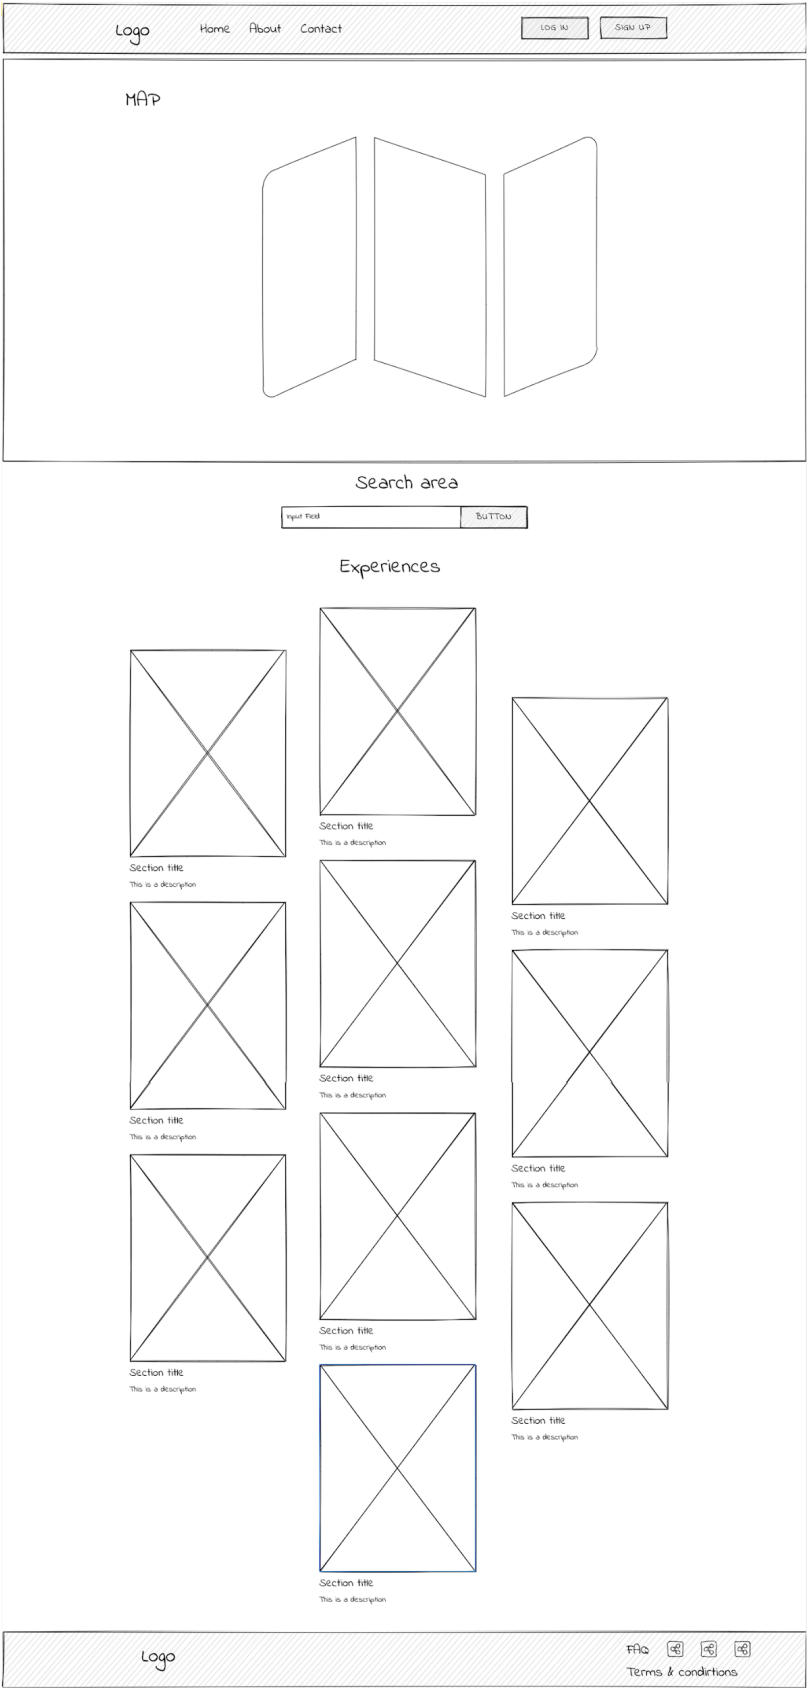 Logo
Home About Contact
LOG IN
SIGN UP
MAP
Search area
Input Field
BUTTON
Experiences
Section title
This is a description
Section title
This is a description
Section title
This is a description
Section title
This is a description
Section title
This is a description
Section title
This is a description
Section title
This is a description
Section title
This is a description
Section title
This is a description
Section title
This is a description
Logo
FAQ
Terms & condirtions